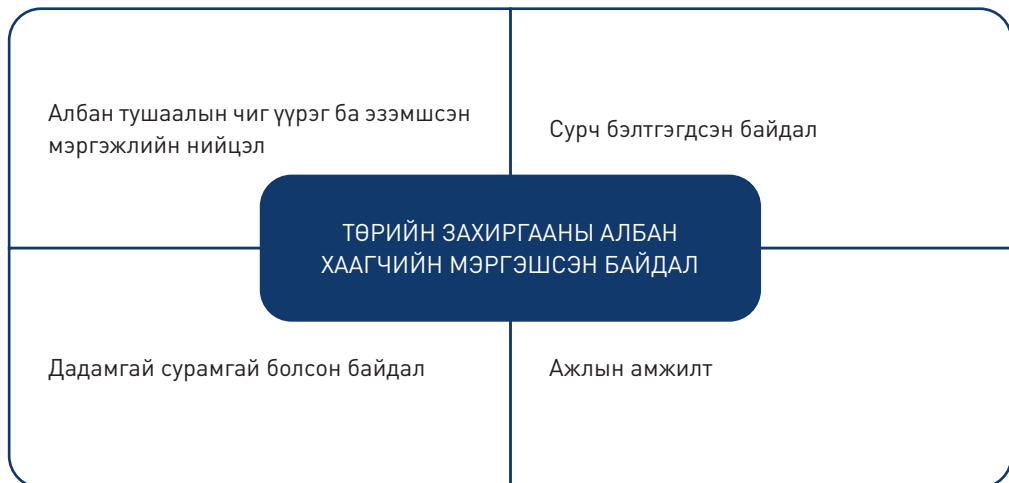 Албан тушаалын чиг үүрэг ба эзэмшсэн
мэргэжлийн нийцэл
Сурч бэлтгэгдсэн байдал
ТӨРИЙН ЗАХИРГААНЫ АЛБАН
ХААГЧИЙН МЭРГЭШСЭН БАЙДАЛ
Дадамгай сурамгай болсон байдал
Ажлын амжилт